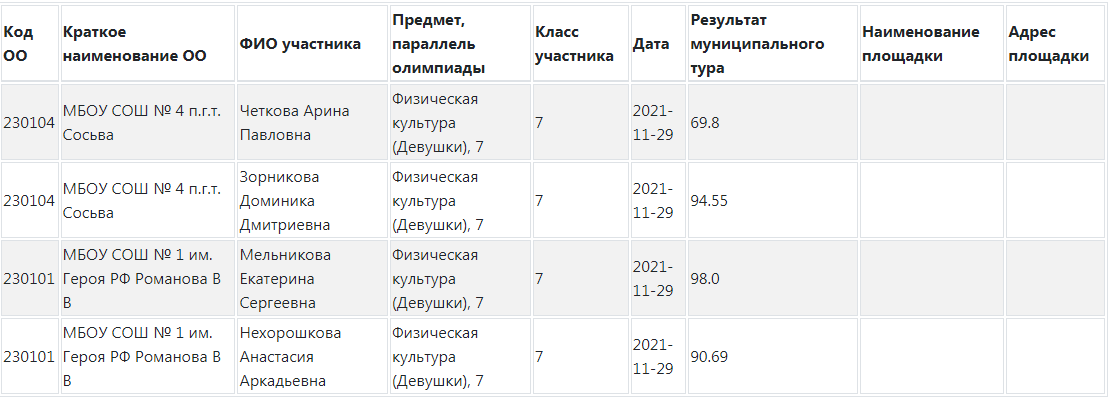 Код ОО
Краткое наименование ОО
ФИО участника
Предмет, параллель олимпиады
Класс участника
Дата
Результат муниципального тура
Наименование площадки
Адрес площадки
230104
МБОУ СОШ № 4 п.г.т. Сосьва
Четкова Арина Павловна
Физическая культура (Девушки), 7
7
2021-11-29
69.8
230104
МБОУ СОШ № 4 п.г.т. Сосьва
Зорникова Доминика Дмитриевна
Физическая культура (Девушки), 7
7
2021-11-29
94.55
230101
МБОУ СОШ № 1 им. Героя РФ Романова В В
Мельникова Екатерина Сергеевна
Физическая культура (Девушки), 7
7
2021-11-29
98.0
230101
МБОУ СОШ № 1 им. Героя РФ Романова В В
Нехорошкова Анастасия Аркадьевна
Физическая культура (Девушки), 7
7
2021-11-29
90.69